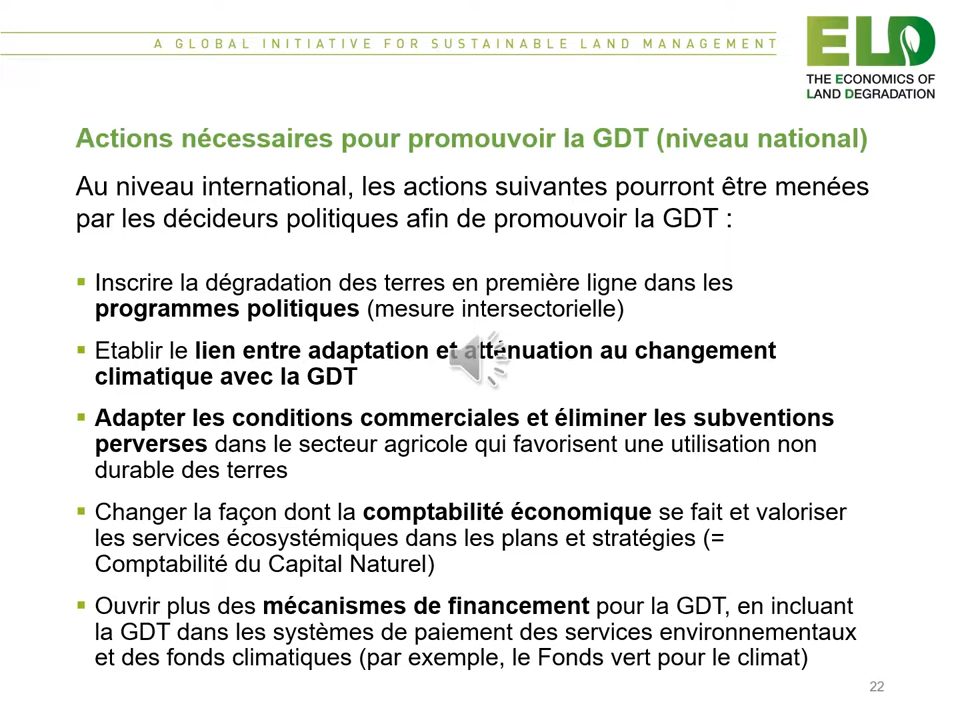 A GLOBAL INITIATIVE FOR SUSTAINABLE LAND MANAGEMENT
ELD
THE ECONOMICS OF
LAND DEGRADATION
Actions nécessaires pour promouvoir la GDT (niveau national)
Au niveau international, les actions suivantes pourront être menées
par les décideurs politiques afin de promouvoir la GDT :
▪ Inscrire la dégradation des terres en première ligne dans les
programmes politiques (mesure intersectorielle)
▪ Etablir le lien entre adaptation et atténuation au changement
climatique avec la GDT
▪ Adapter les conditions commerciales et éliminer les subventions
perverses dans le secteur agricole qui favorisent une utilisation non
durable des terres
▪ Changer la façon dont la comptabilité économique se fait et valoriser
les services écosystémiques dans les plans et stratégies (=
Comptabilité du Capital Naturel)
▪ Ouvrir plus des mécanismes de financement pour la GDT, en incluant
la GDT dans les systèmes de paiement des services environnementaux
et des fonds climatiques (par exemple, le Fonds vert pour le climat)
22